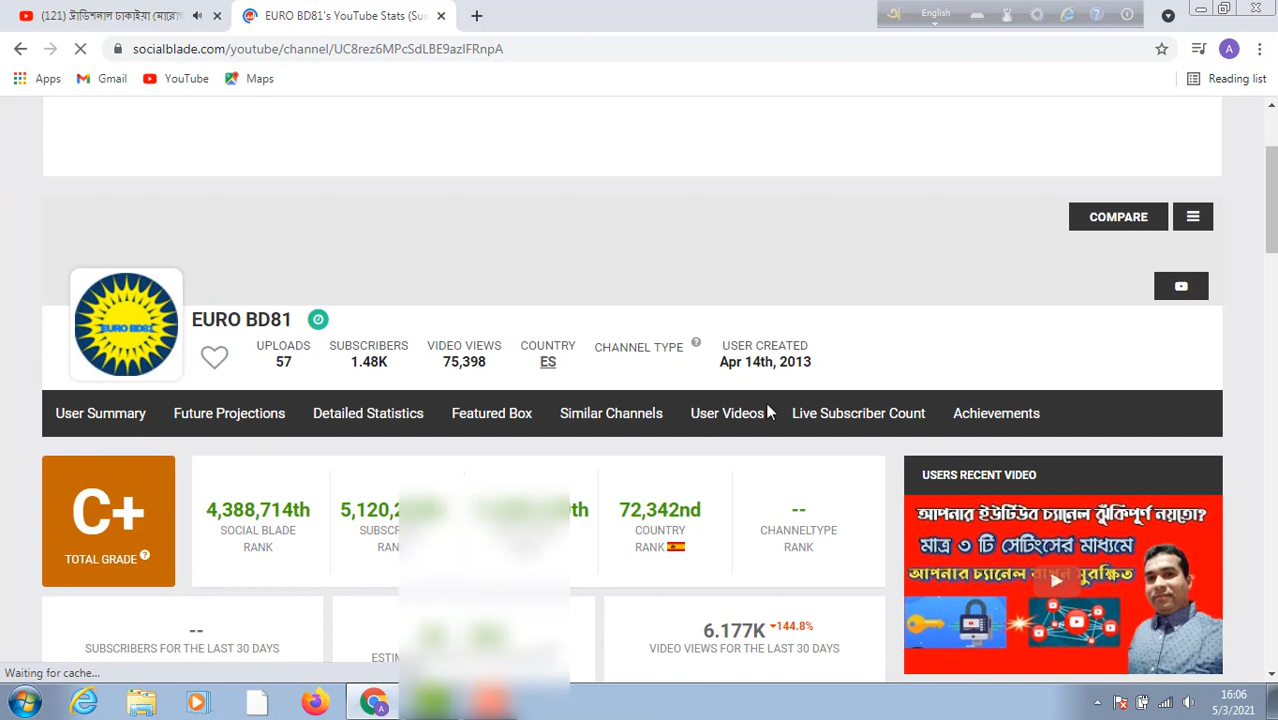 (121) ট্রাডিশনাল ঢাকাইয়া মোরোগ
EURO BD81's YouTube Stats (Sum
English
socialblade.com/youtube/channel/UC8rez6MPcSdLBE9azIFRnpA
A
Apps
Gmail
YouTube
Maps
Reading list
COMPARE
EURO BD81
EURO BD81
UPLOADS
57
SUBSCRIBERS
1.48K
VIDEO VIEWS
75,398
COUNTRY
ES
CHANNEL TYPE
USER CREATED
Apr 14th, 2013
User Summary
Future Projections
Detailed Statistics
Featured Box
Similar Channels
User Videos
Live Subscriber Count
Achievements
C+
TOTAL GRADE
4,388,714th
SOCIAL BLADE
RANK
72,342nd
COUNTRY
RANK
--
CHANNELTYPE
RANK
USERS RECENT VIDEO
আপনার ইউটিউব চ্যানেল ঝুঁকিপূর্ণ নয়তো?
মাত্র ৩ টি সেটিংসের মাধ্যমে
আপনার চ্যানেল রাখুন সুরক্ষিত
--
SUBSCRIBERS FOR THE LAST 30 DAYS
6.177K
144.8%
VIDEO VIEWS FOR THE LAST 30 DAYS
Waiting for cache...
16:06
5/3/2021